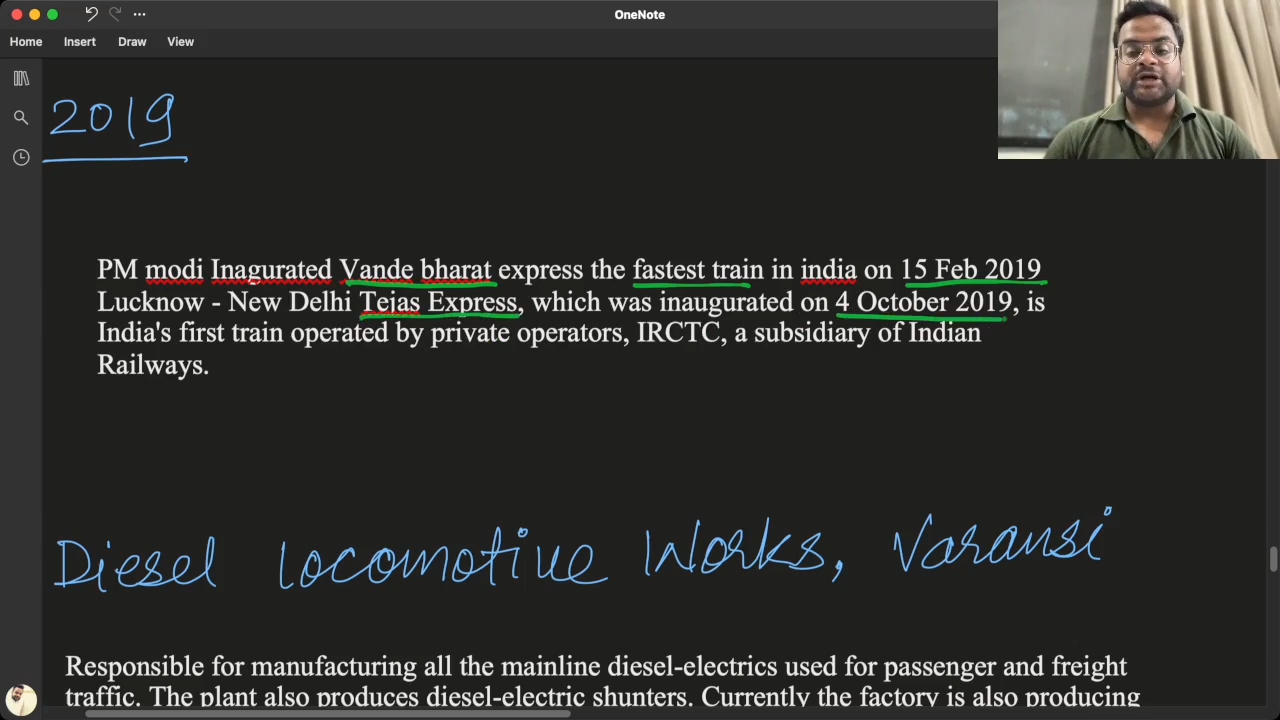 OneNote
Home Insert Draw View
2019
PM modi Inagurated Vande bharat express the fastest train in india on 15 Feb 2019
Lucknow - New Delhi Tejas Express, which was inaugurated on 4 October 2019, is
India's first train operated by private operators, IRCTC, a subsidiary of Indian
Railways.
Diesel Locomotive Works, Varansi
Responsible for manufacturing all the mainline diesel-electrics used for passenger and freight
traffic. The plant also produces diesel-electric shunters. Currently the factory is also producing